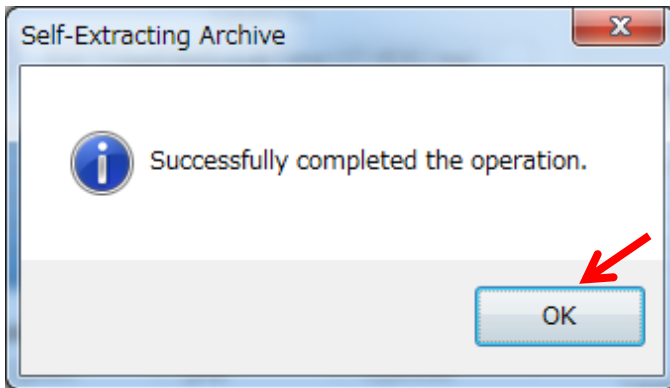 Self-Extracting Archive
Successfully completed the operation.
OK